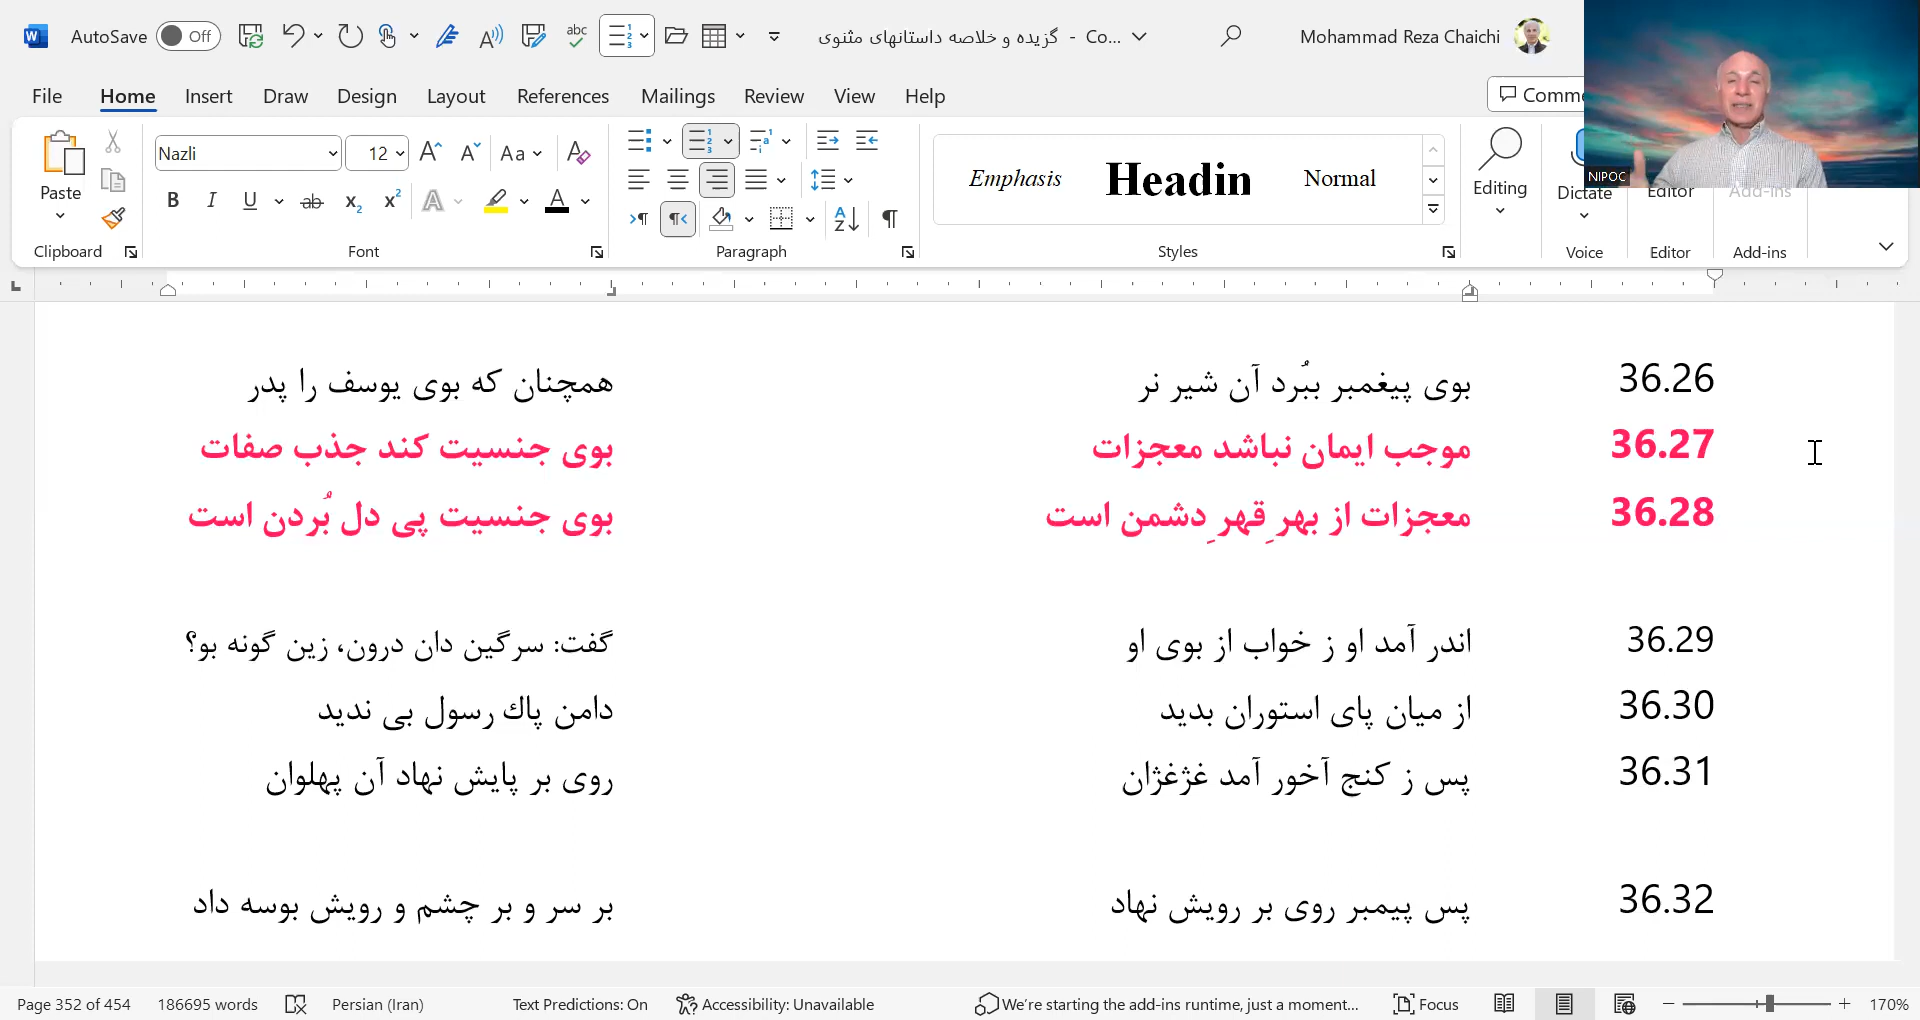 AutoSave Off گزیده و خلاصه داستانهای مثنوی - Co... Mohammad Reza Chaichi
File Home Insert Draw Design Layout References Mailings Review View Help
NIPOC
Paste Nazli 12 Aa Emphasis Headin Normal Editing Dictate Editor Add-ins
B I U ab x₂ x² A A
Clipboard Font Paragraph Styles Voice Editor Add-ins
36.26 بوی پیغمبر ببُرد آن شیر نر همچنان که بوی یوسف را پدر
36.27 موجب ایمان نباشد معجزات بوی جنسیت کند جذب صفات
36.28 معجزات از بهرِ قهرِ دشمن است بوی جنسیت پی دل بُردن است
36.29 اندر آمد او ز خواب از بوی او گفت: سرگین دان درون، زین گونه بو؟
36.30 از میان پای استوران بدید دامن پاك رسول بی ندید
36.31 پس ز کنج آخور آمد غژغژان روی بر پایش نهاد آن پهلوان
36.32 پس پیمبر روی بر رویش نهاد بر سر و بر چشم و رویش بوسه داد
Page 352 of 454 186695 words Persian (Iran) Text Predictions: On Accessibility: Unavailable We're starting the add-ins runtime, just a moment... Focus 170%